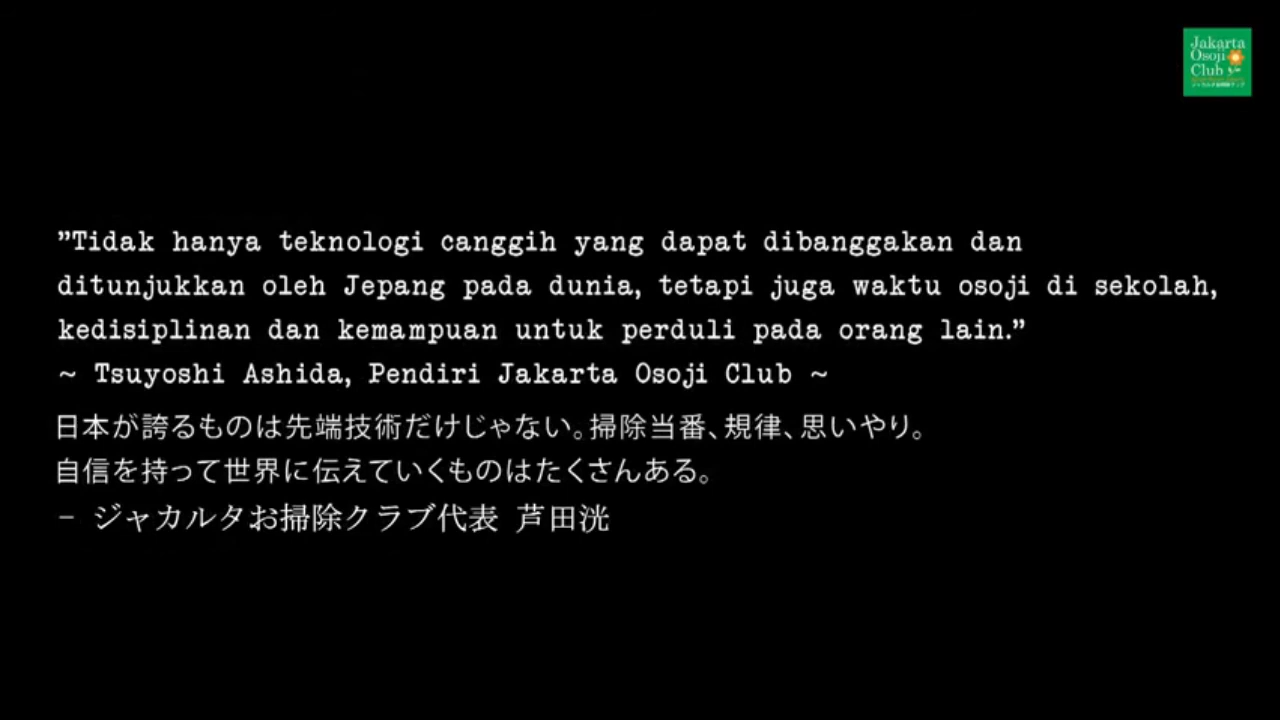 Jakarta
Osoji
Club
”Tidak hanya teknologi canggih yang dapat dibanggakan dan
ditunjukkan oleh Jepang pada dunia, tetapi juga waktu osoji di sekolah,
kedisiplinan dan kemampuan untuk perduli pada orang lain.”
~ Tsuyoshi Ashida, Pendiri Jakarta Osoji Club ~
日本が誇るものは先端技術だけじゃない。掃除当番、規律、思いやり。
自信を持って世界に伝えていくものはたくさんある。
− ジャカルタお掃除クラブ代表 芦田洸